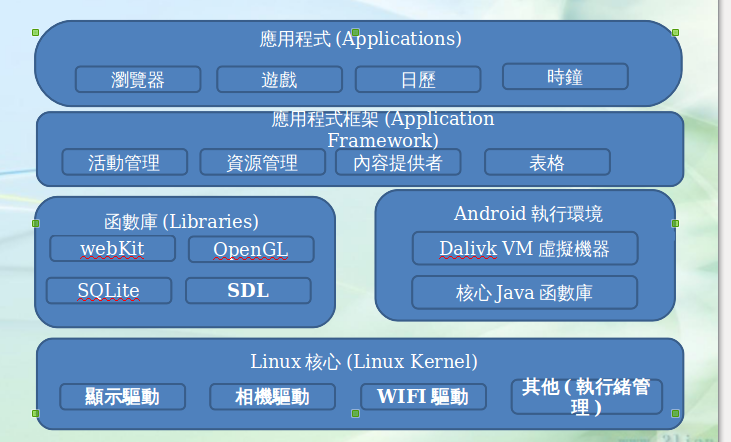 應用程式 (Applications)
瀏覽器 遊戲 日歷 時鐘
應用程式框架 (Application
Framework)
活動管理 資源管理 內容提供者 表格
函數庫 (Libraries)
webKit OpenGL
SQLite SDL
Android 執行環境
Dalivk VM 虛擬機器
核心 Java 函數庫
Linux 核心 (Linux Kernel)
顯示驅動 相機驅動 WIFI 驅動 其他 ( 執行緒管
理 )